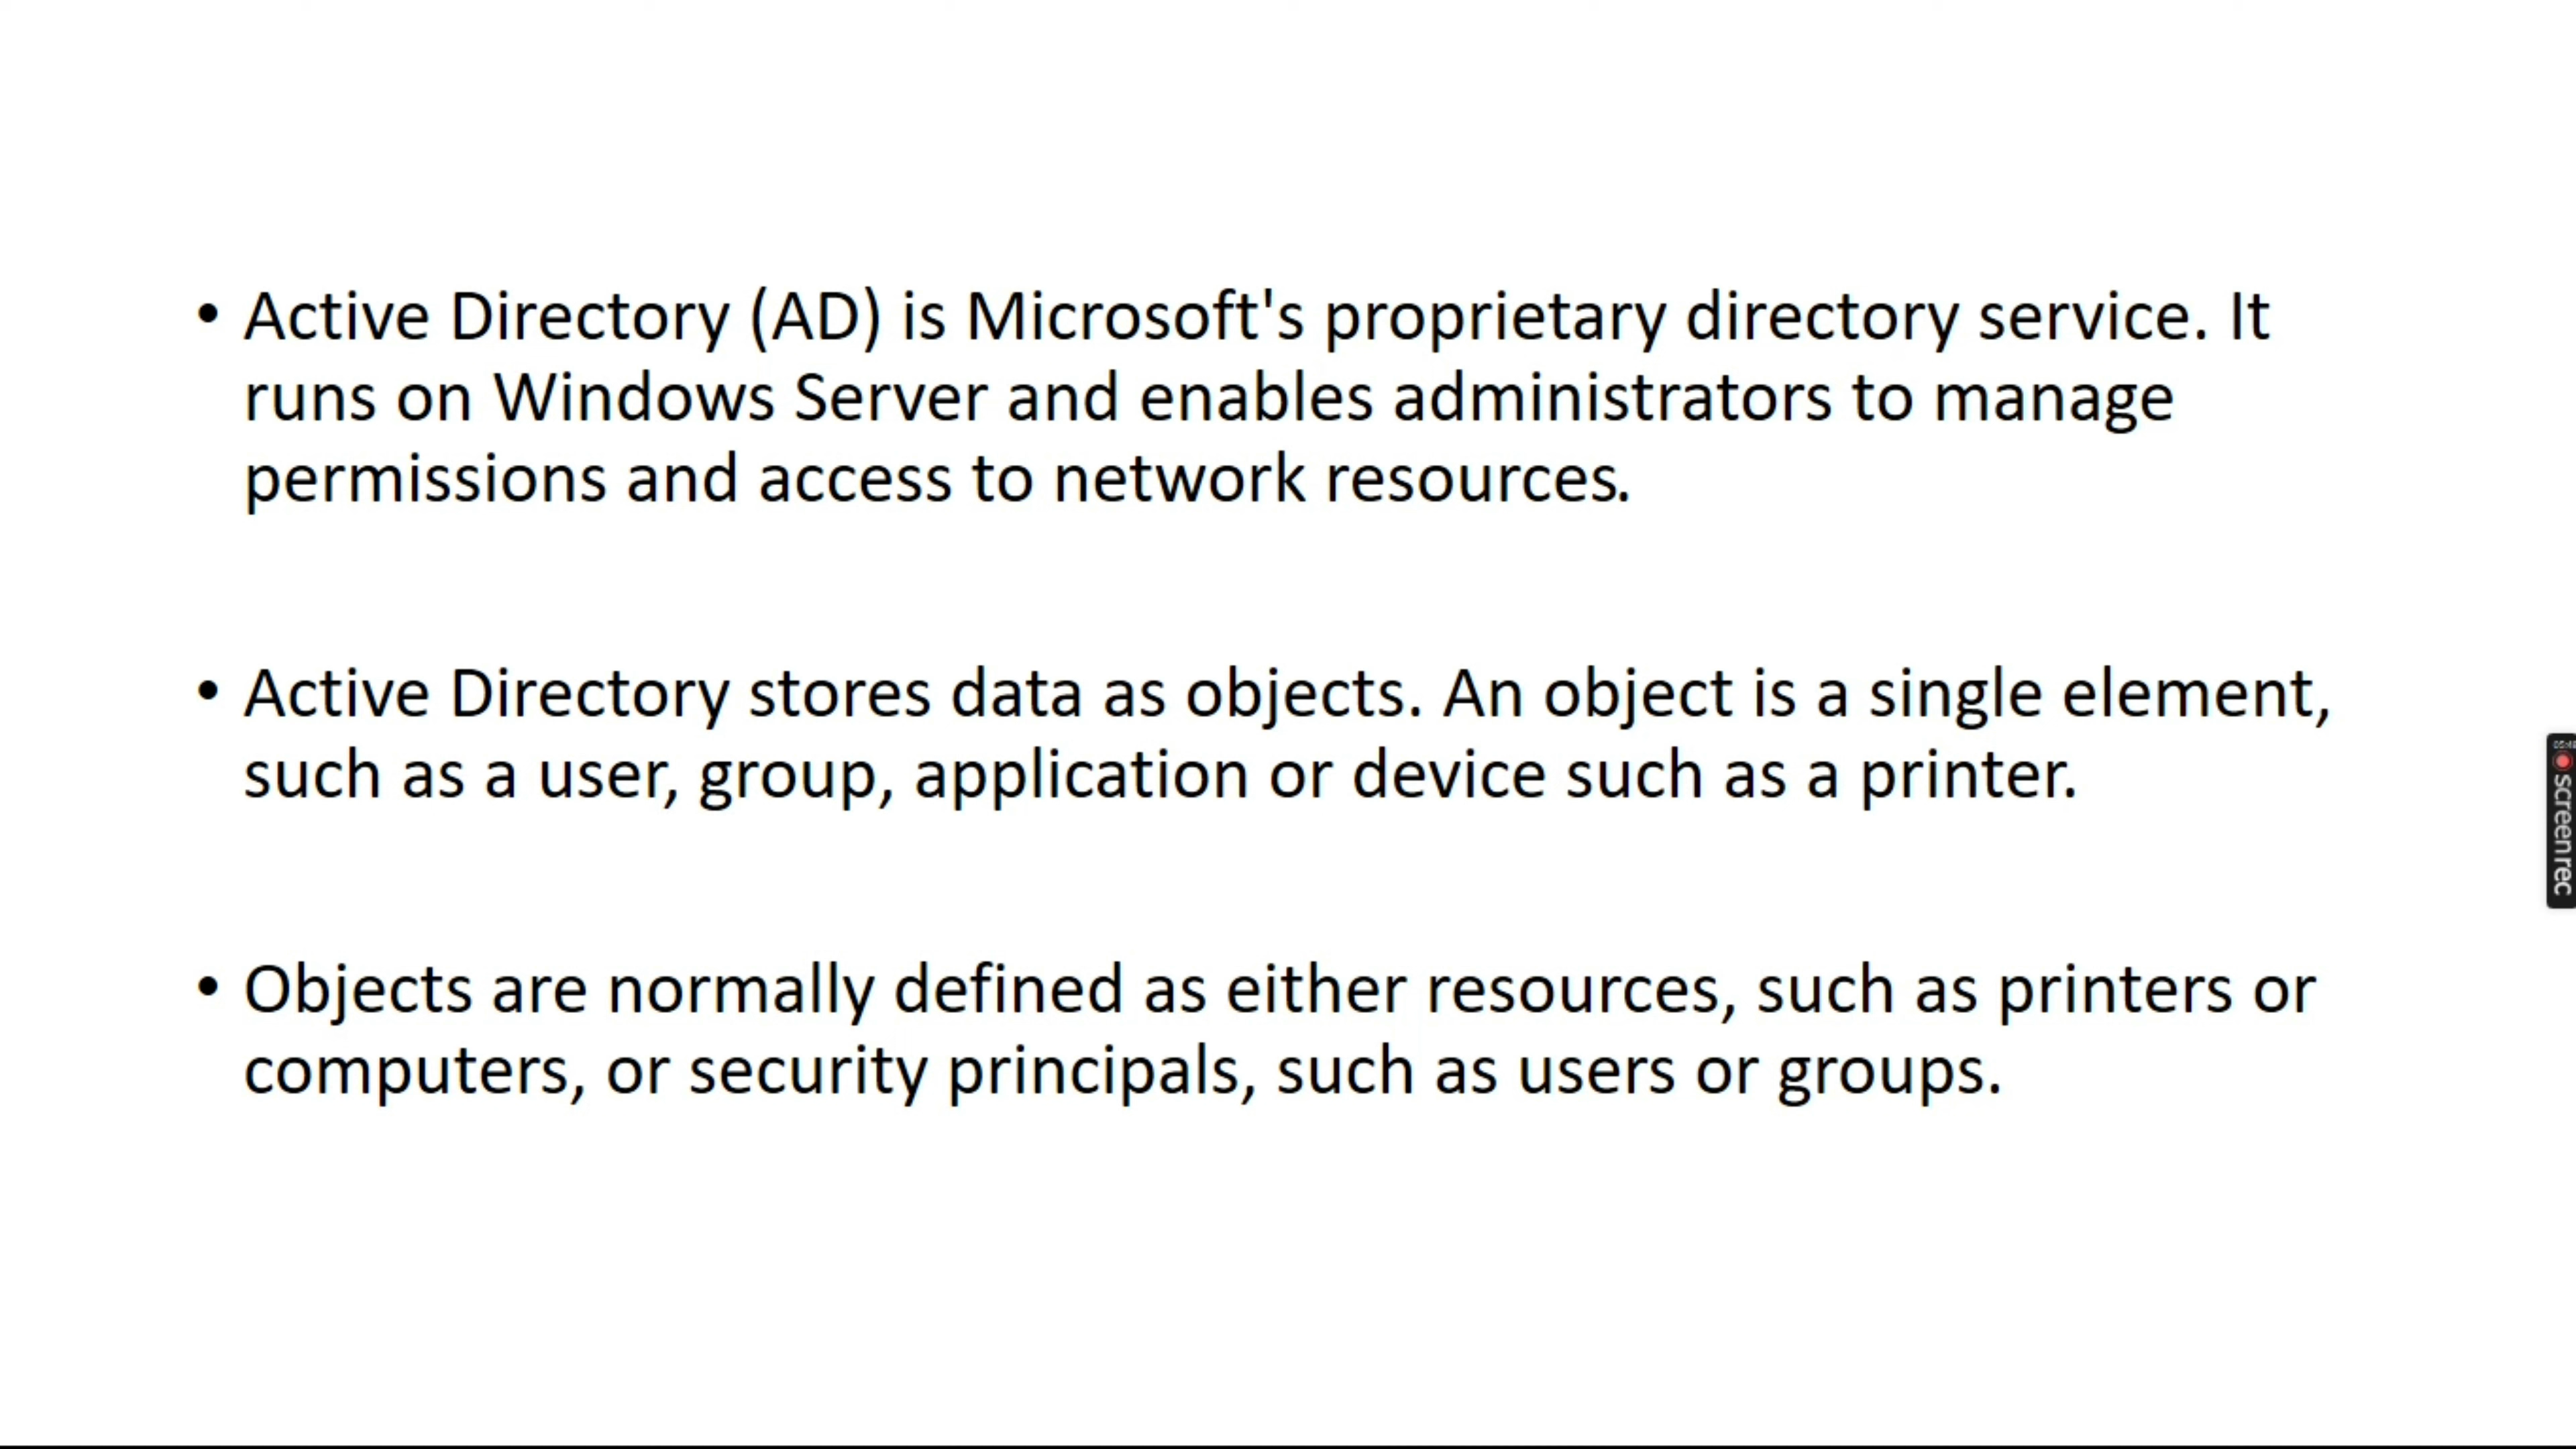 • Active Directory (AD) is Microsoft's proprietary directory service. It
runs on Windows Server and enables administrators to manage
permissions and access to network resources.
• Active Directory stores data as objects. An object is a single element,
such as a user, group, application or device such as a printer.
• Objects are normally defined as either resources, such as printers or
computers, or security principals, such as users or groups.
screenrec